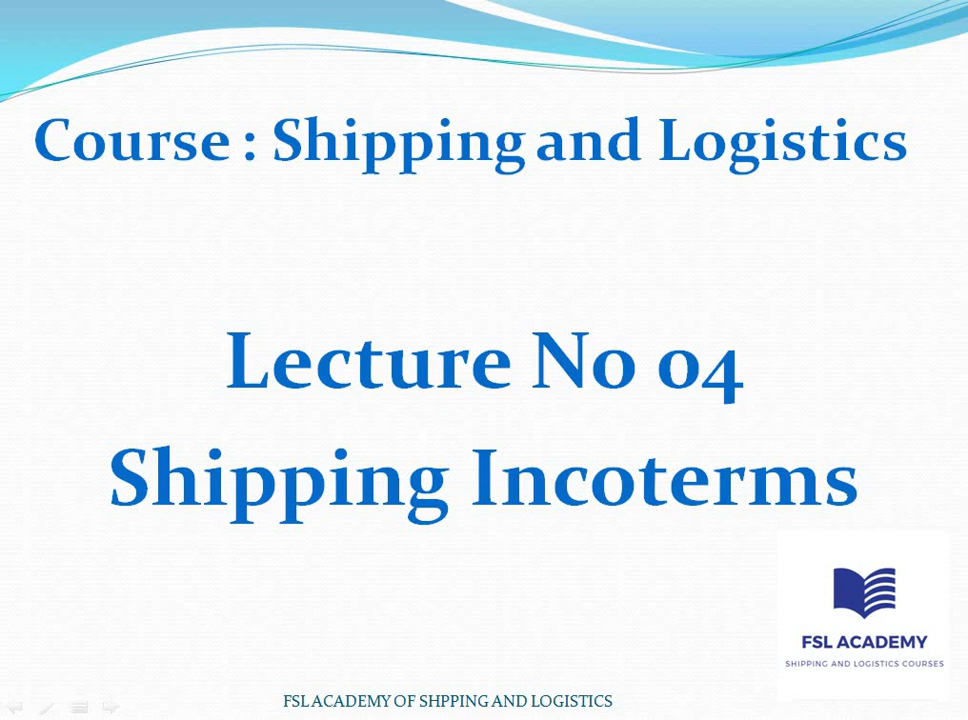 Course : Shipping and Logistics
Lecture No 04
Shipping Incoterms
FSL ACADEMY
SHIPPING AND LOGISTICS COURSES
FSL ACADEMY OF SHPPING AND LOGISTICS